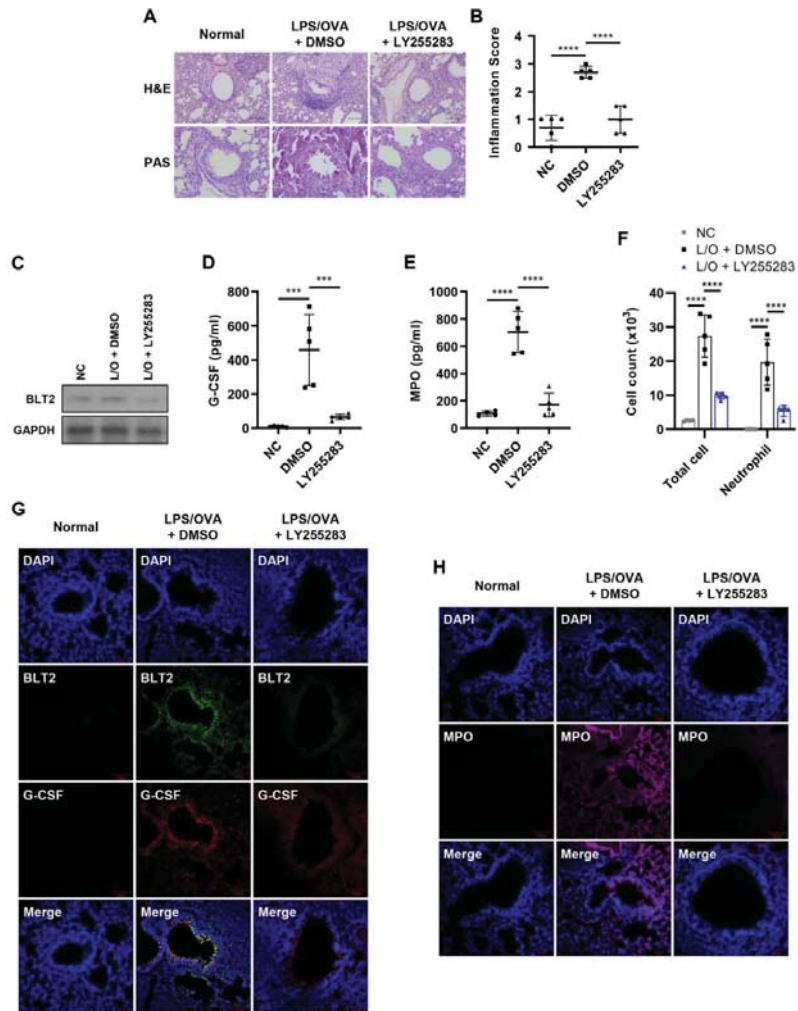 A
Normal
LPS/OVA
+ DMSO
LPS/OVA
+ LY255283
H&E
PAS
B
****
****
Inflammation Score
4
3
2
1
0
NC
DMSO
LY255283
C
NC
L/O + DMSO
L/O + LY255283
BLT2
GAPDH
D
***
***
G-CSF (pg/ml)
800
600
400
200
0
NC
DMSO
LY255283
E
****
****
MPO (pg/ml)
1000
800
600
400
200
0
NC
DMSO
LY255283
F
NC
L/O + DMSO
L/O + LY255283
****
****
****
****
Cell count (x10³)
40
30
20
10
0
Total cell
Neutrophil
G
Normal
LPS/OVA
+ DMSO
LPS/OVA
+ LY255283
DAPI DAPI DAPI
BLT2 BLT2 BLT2
G-CSF G-CSF G-CSF
Merge Merge Merge
H
Normal
LPS/OVA
+ DMSO
LPS/OVA
+ LY255283
DAPI DAPI DAPI
MPO MPO MPO
Merge Merge Merge